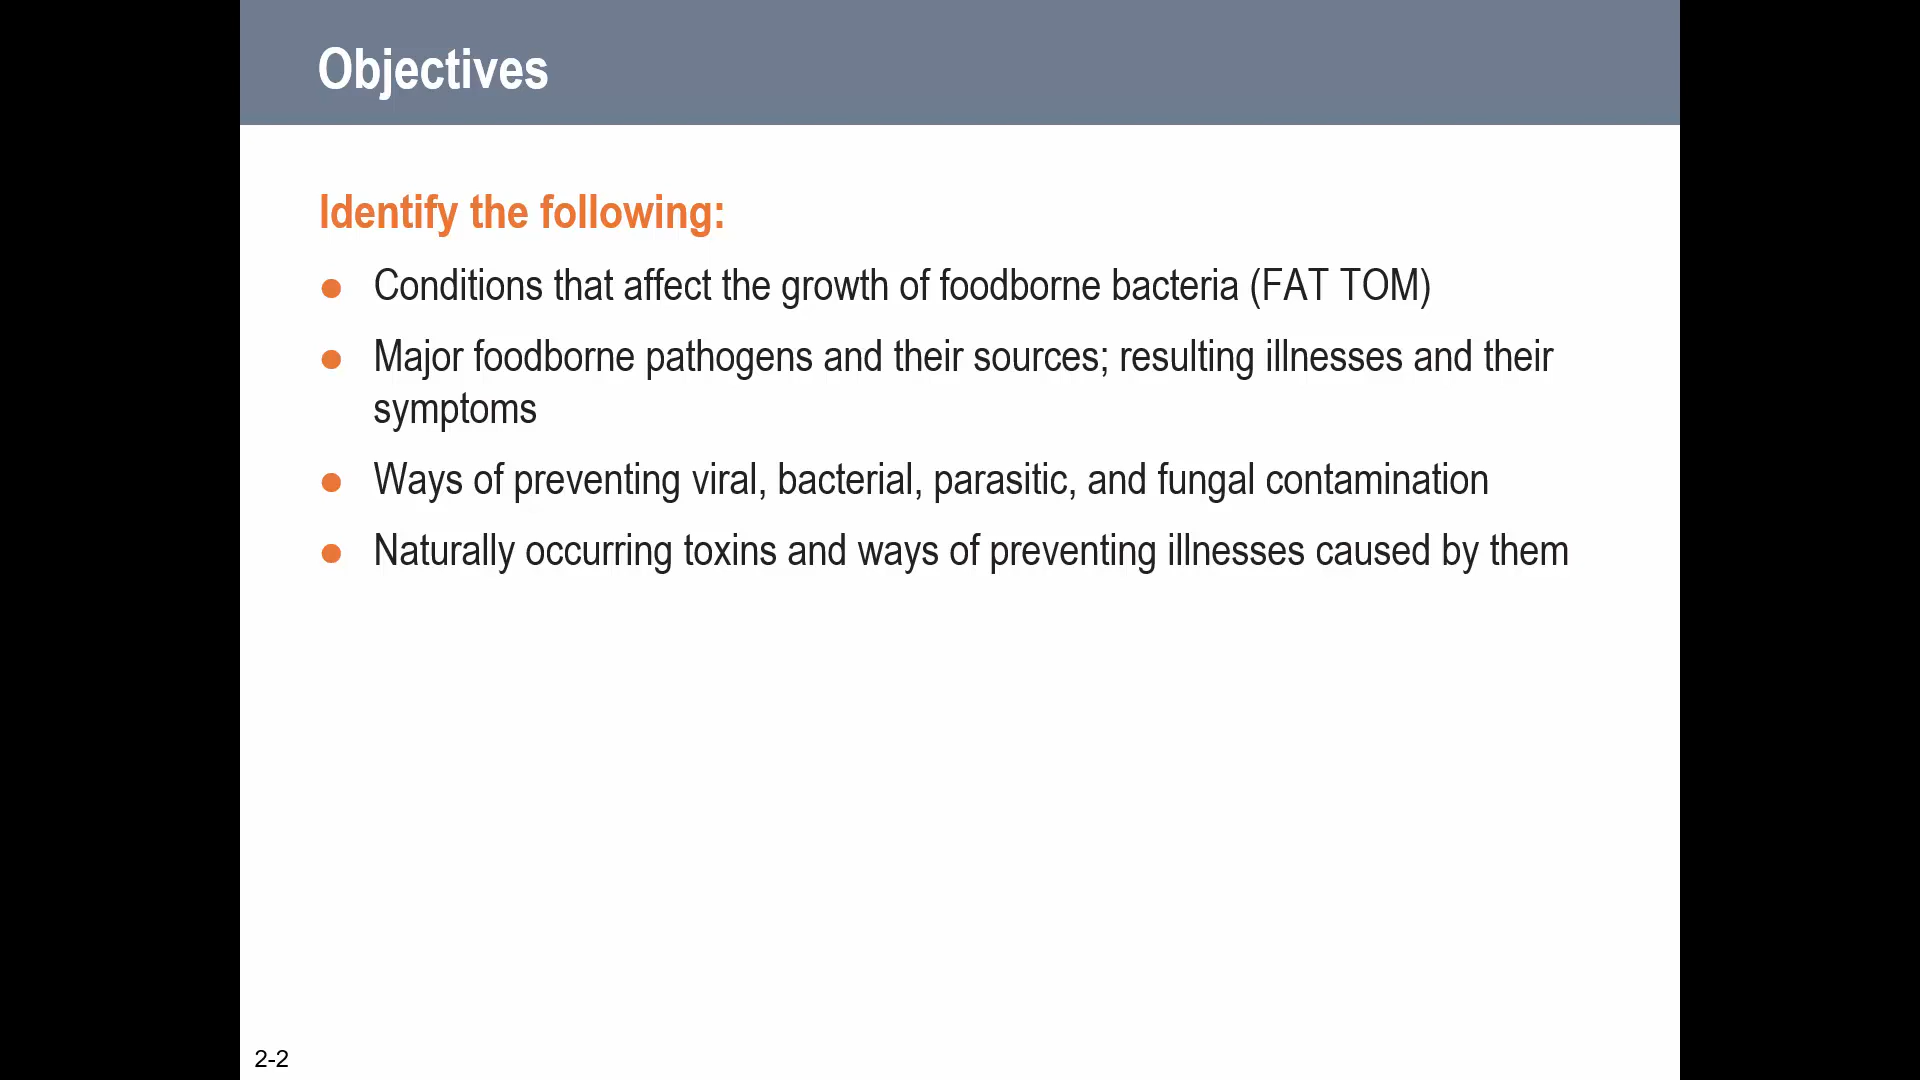 Objectives
Identify the following:
● Conditions that affect the growth of foodborne bacteria (FAT TOM)
● Major foodborne pathogens and their sources; resulting illnesses and their
symptoms
● Ways of preventing viral, bacterial, parasitic, and fungal contamination
● Naturally occurring toxins and ways of preventing illnesses caused by them
2-2